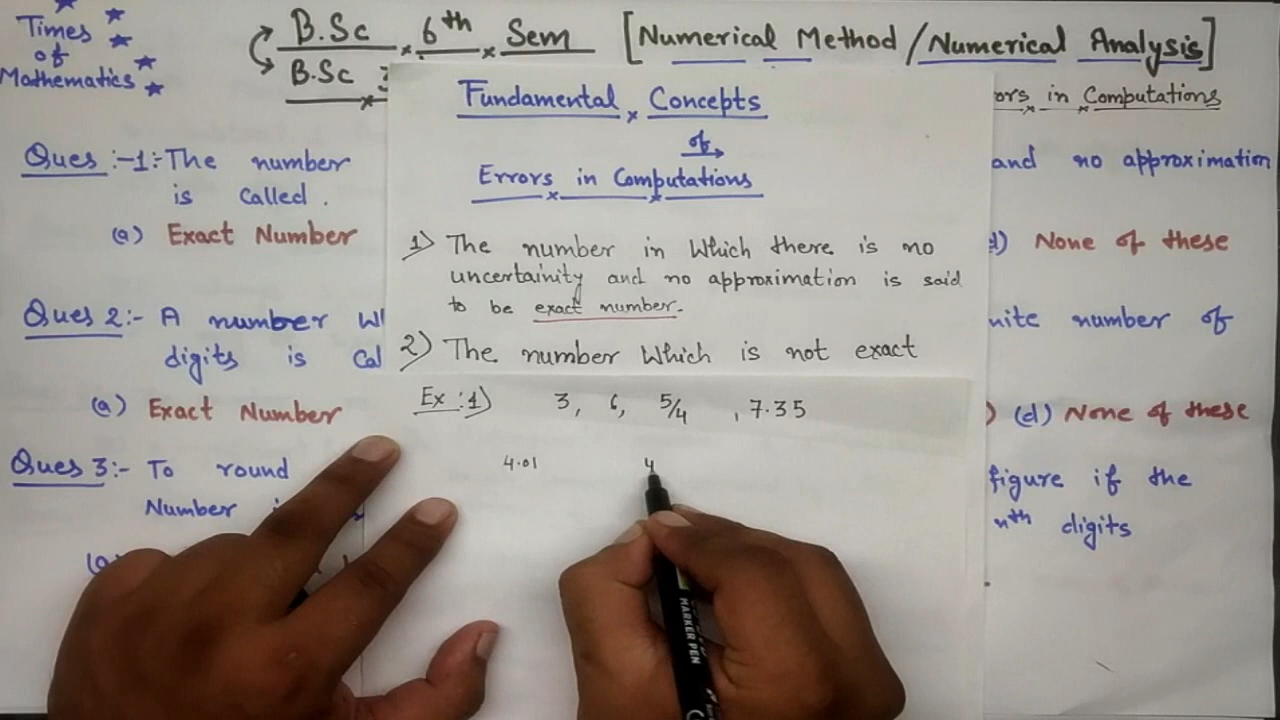 Times
of
Mathematics
B.Sc 6th Sem [Numerical Method / Numerical Analysis]
B.Sc
Fundamental Concepts
of
Errors in Computations
in Computations
1) The number in Which there is no
uncertainity and no approximation is said
to be exact number.
2) The number Which is not exact
Ex :1) 3, 6, 5/4 , 7.35
4.01 4
Ques :-1:- The number
and no approximation
is called .
(a) Exact Number
(d) None of these
Ques 2:- A number
number of
digits is
(a) Exact Number
(d) None of these
Ques 3:- To round
figure if the
Number
nth digits